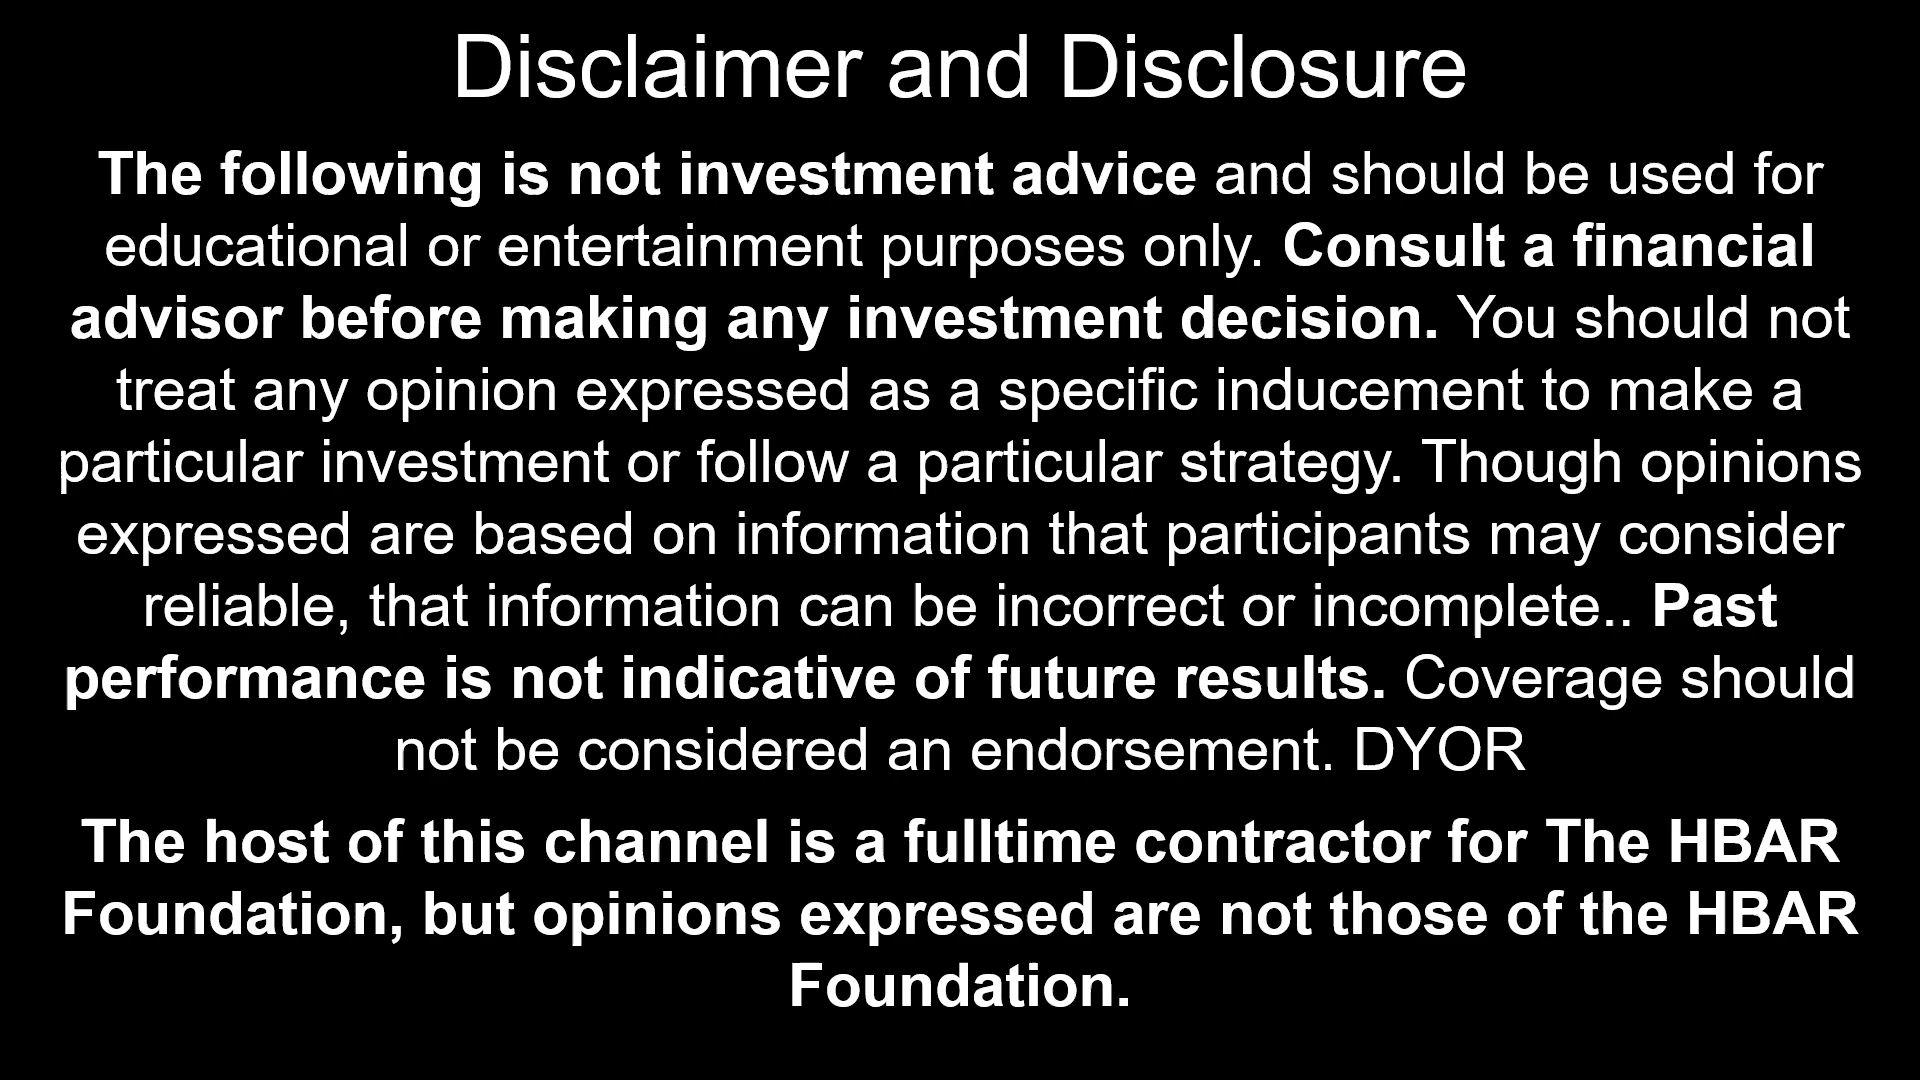 Disclaimer and Disclosure
The following is not investment advice and should be used for
educational or entertainment purposes only. Consult a financial
advisor before making any investment decision. You should not
treat any opinion expressed as a specific inducement to make a
particular investment or follow a particular strategy. Though opinions
expressed are based on information that participants may consider
reliable, that information can be incorrect or incomplete.. Past
performance is not indicative of future results. Coverage should
not be considered an endorsement. DYOR
The host of this channel is a fulltime contractor for The HBAR
Foundation, but opinions expressed are not those of the HBAR
Foundation.